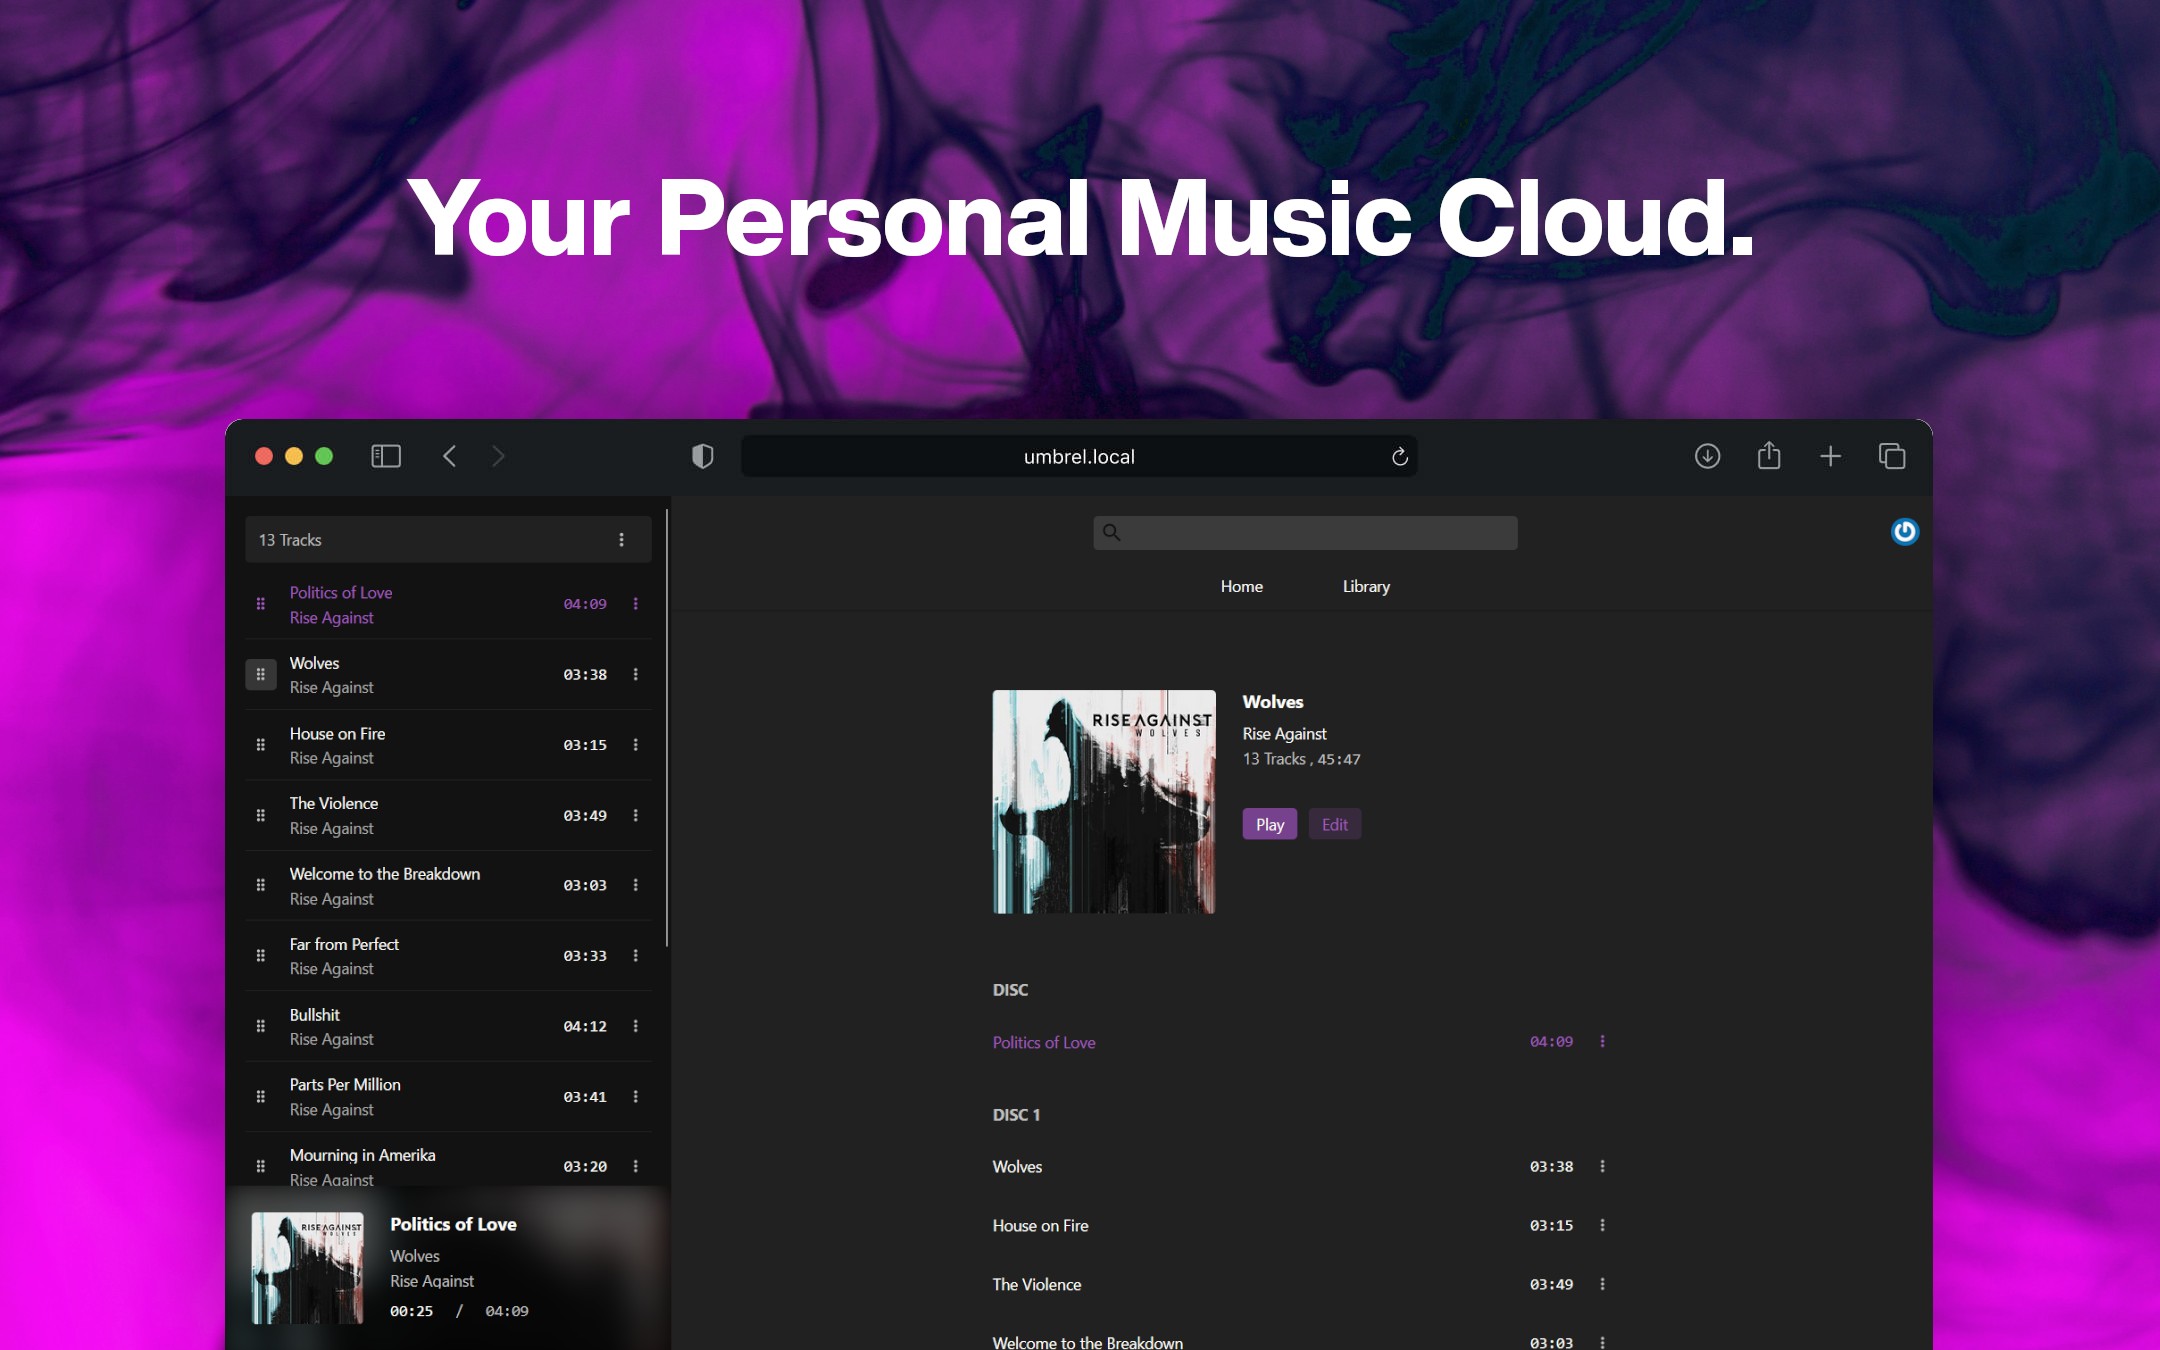 Your Personal Music Cloud.
umbrel.local
13 Tracks
Politics of Love
Rise Against
04:09
Wolves
Rise Against
03:38
House on Fire
Rise Against
03:15
The Violence
Rise Against
03:49
Welcome to the Breakdown
Rise Against
03:03
Far from Perfect
Rise Against
03:33
Bullshit
Rise Against
04:12
Parts Per Million
Rise Against
03:41
Mourning in Amerika
Rise Against
03:20
RISE AGAINST
WOLVES
Politics of Love
Wolves
Rise Against
00:25 / 04:09
Home Library
RISE AGAINST
WOLVES
Wolves
Rise Against
13 Tracks , 45:47
Play Edit
DISC
Politics of Love 04:09
DISC 1
Wolves 03:38
House on Fire 03:15
The Violence 03:49
Welcome to the Breakdown 03:03